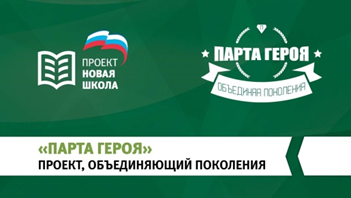 ПРОЕКТ
НОВАЯ
ШКОЛА
ПАРТА ГЕРОЯ
ОБЪЕДИНЯЯ ПОКОЛЕНИЯ
«ПАРТА ГЕРОЯ»
ПРОЕКТ, ОБЪЕДИНЯЮЩИЙ ПОКОЛЕНИЯ